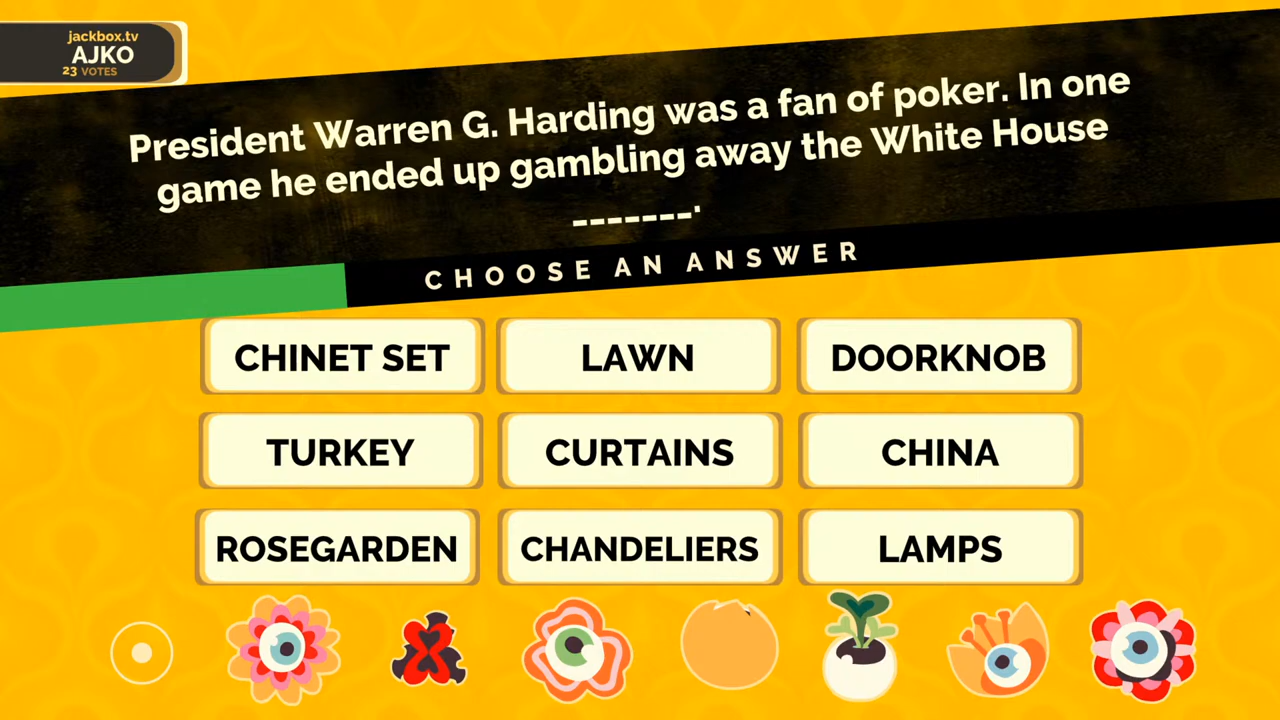 jackbox.tv
AJKO
23 VOTES
President Warren G. Harding was a fan of poker. In one
game he ended up gambling away the White House
_______.
CHOOSE AN ANSWER
CHINET SET
LAWN
DOORKNOB
TURKEY
CURTAINS
CHINA
ROSEGARDEN
CHANDELIERS
LAMPS